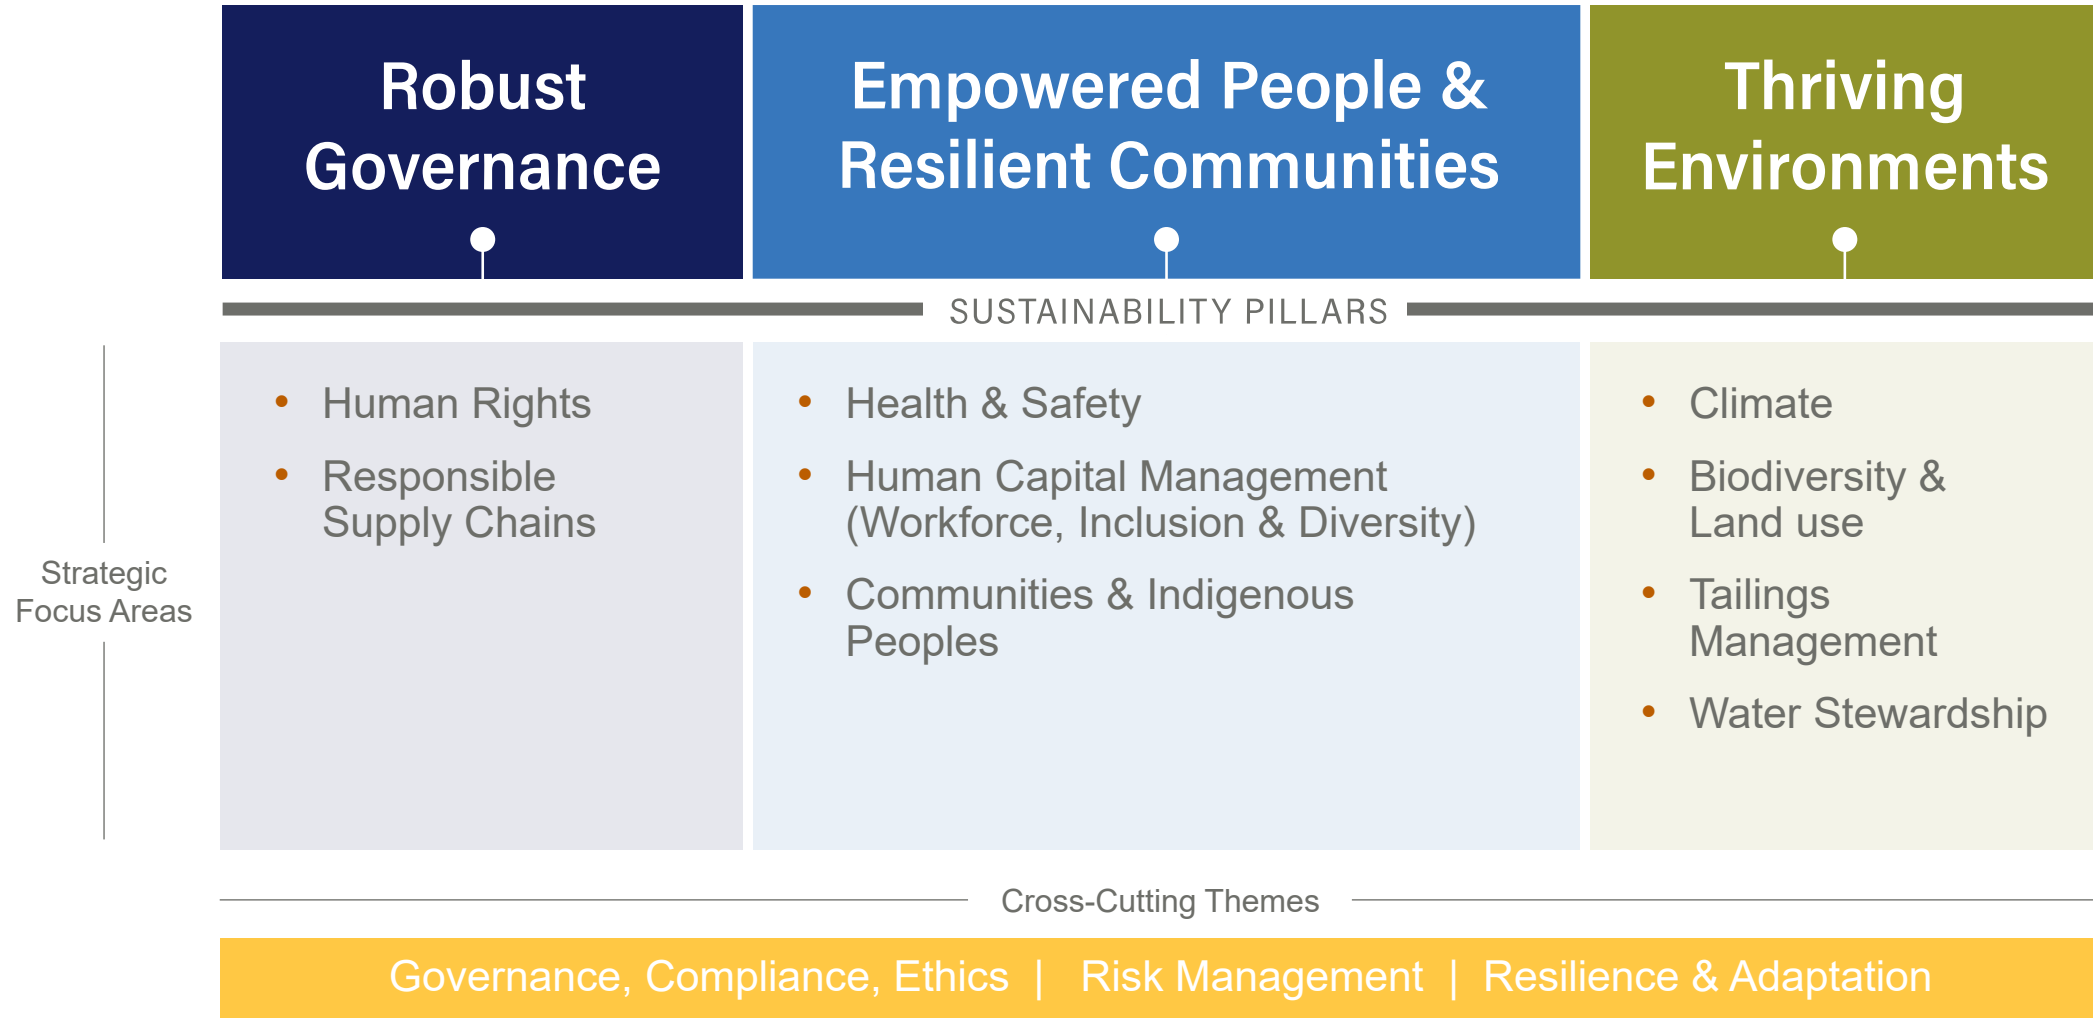 Robust
Governance
Empowered People &
Resilient Communities
Thriving
Environments
SUSTAINABILITY PILLARS
Strategic
Focus Areas
• Human Rights
• Responsible
Supply Chains
• Health & Safety
• Human Capital Management
(Workforce, Inclusion & Diversity)
• Communities & Indigenous
Peoples
• Climate
• Biodiversity &
Land use
• Tailings
Management
• Water Stewardship
Cross-Cutting Themes
Governance, Compliance, Ethics | Risk Management | Resilience & Adaptation